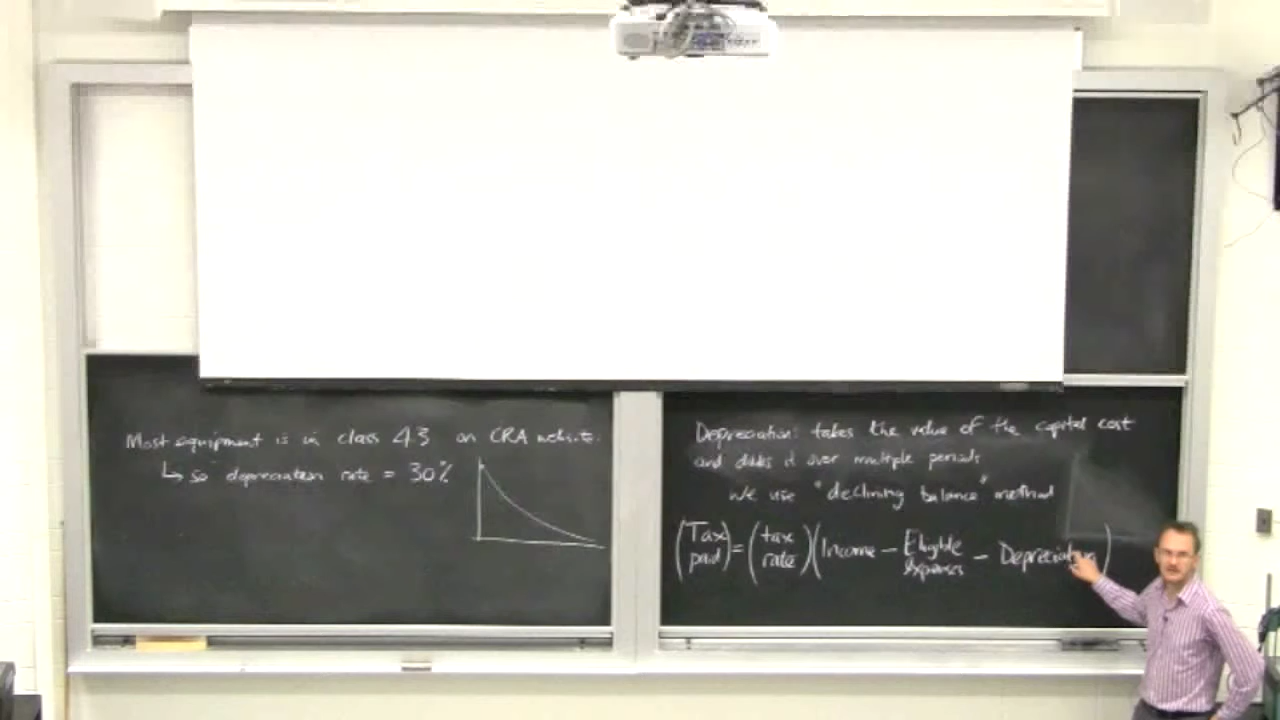 Most equipment is in class 43 on CRA website.
↳ so depreciation rate = 30%
Depreciation: takes the value of the capital cost
and divides it over multiple periods
We use "declining balance" method
(Tax paid) = (tax rate)(Income - Eligible expenses - Depreciation)